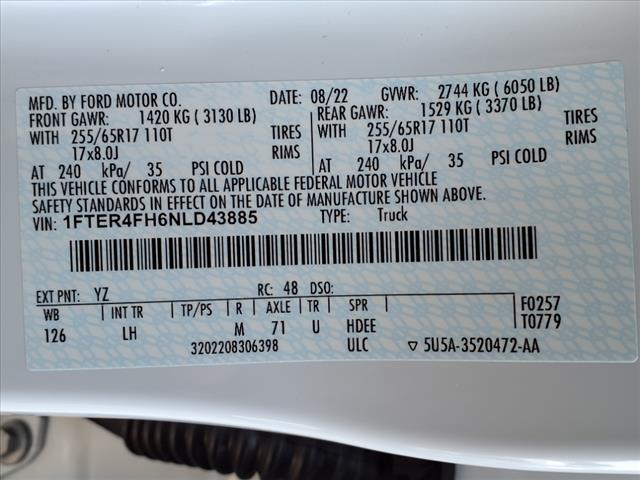 MFD. BY FORD MOTOR CO. DATE: 08/22 GVWR: 2744 KG ( 6050 LB)
FRONT GAWR: 1420 KG ( 3130 LB) REAR GAWR: 1529 KG ( 3370 LB)
WITH 255/65R17 110T TIRES WITH 255/65R17 110T TIRES
17x8.0J RIMS 17x8.0J RIMS
AT 240 kPa/ 35 PSI COLD AT 240 kPa/ 35 PSI COLD
THIS VEHICLE CONFORMS TO ALL APPLICABLE FEDERAL MOTOR VEHICLE
SAFETY STANDARDS IN EFFECT ON THE DATE OF MANUFACTURE SHOWN ABOVE.
VIN: 1FTER4FH6NLD43885 TYPE: Truck
EXT PNT: YZ RC: 48 DSO:
WB INT TR TP/PS R AXLE TR SPR F0257
126 LH M 71 U HDEE T0779
3202208306398 ULC ▽ 5U5A-3520472-AA